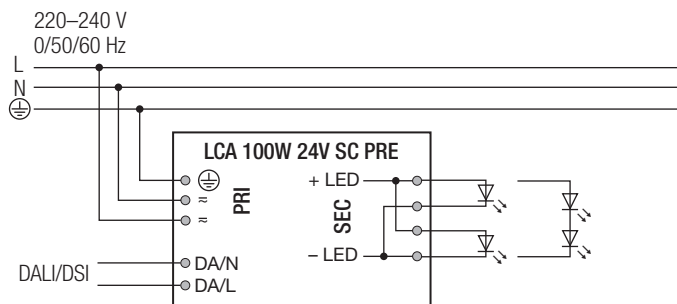 220–240 V
0/50/60 Hz
L
N
LCA 100W 24V SC PRE
PRI
≈
≈
+ LED
SEC
– LED
DALI/DSI
DA/N
DA/L